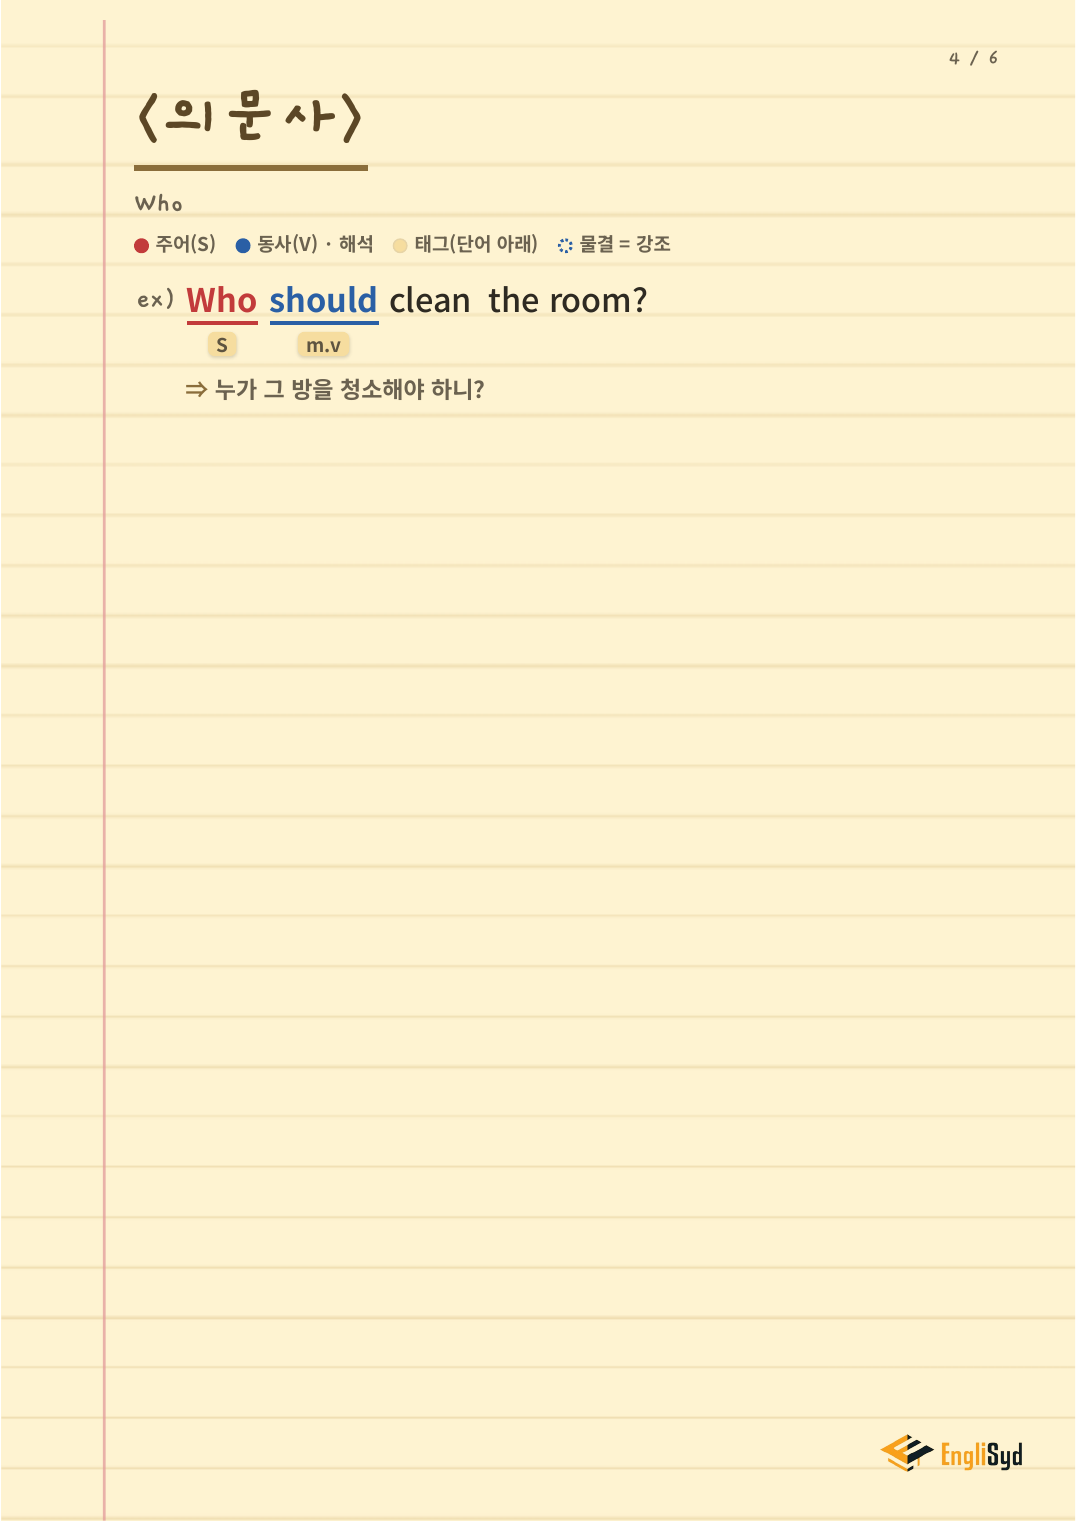 4 / 6
<의문사>
Who
주어(S) 동사(V) · 해석 태그(단어 아래) 물결 = 강조
ex) Who should clean the room?
S m.v
⇒ 누가 그 방을 청소해야 하니?
EngliSyd